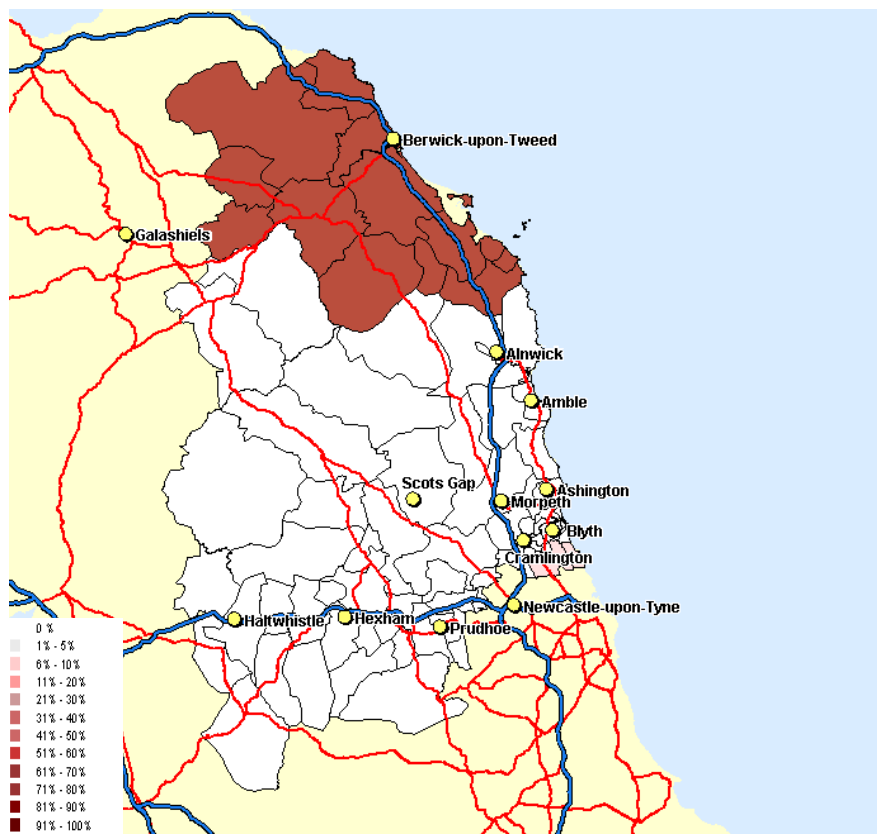 Berwick-upon-Tweed
Galashiels
Alnwick
Amble
Scots Gap
Ashington
Morpeth
Blyth
Cramlington
Newcastle-upon-Tyne
Haltwhistle
Hexham
Prudhoe
0 %
1% - 5%
6% - 10%
11% - 20%
21% - 30%
31% - 40%
41% - 50%
51% - 60%
61% - 70%
71% - 80%
81% - 90%
91% - 100%